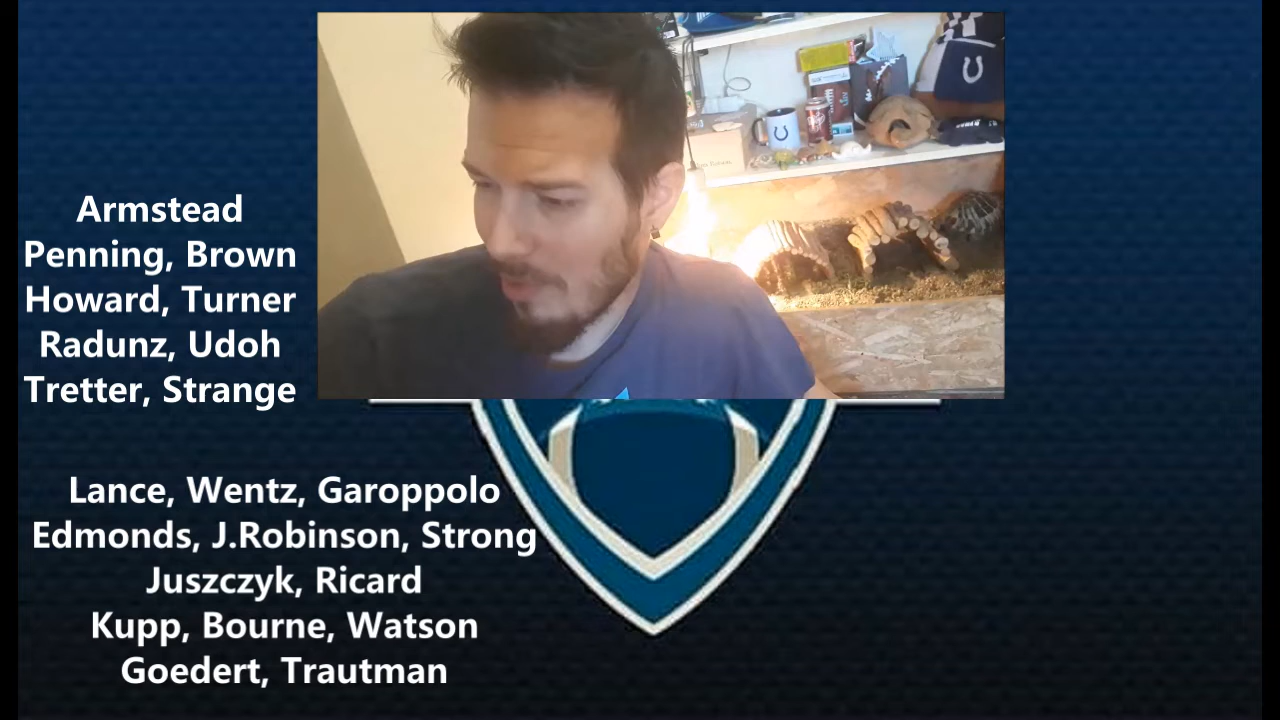 Armstead
Penning, Brown
Howard, Turner
Radunz, Udoh
Tretter, Strange
Lance, Wentz, Garoppolo
Edmonds, J.Robinson, Strong
Juszczyk, Ricard
Kupp, Bourne, Watson
Goedert, Trautman